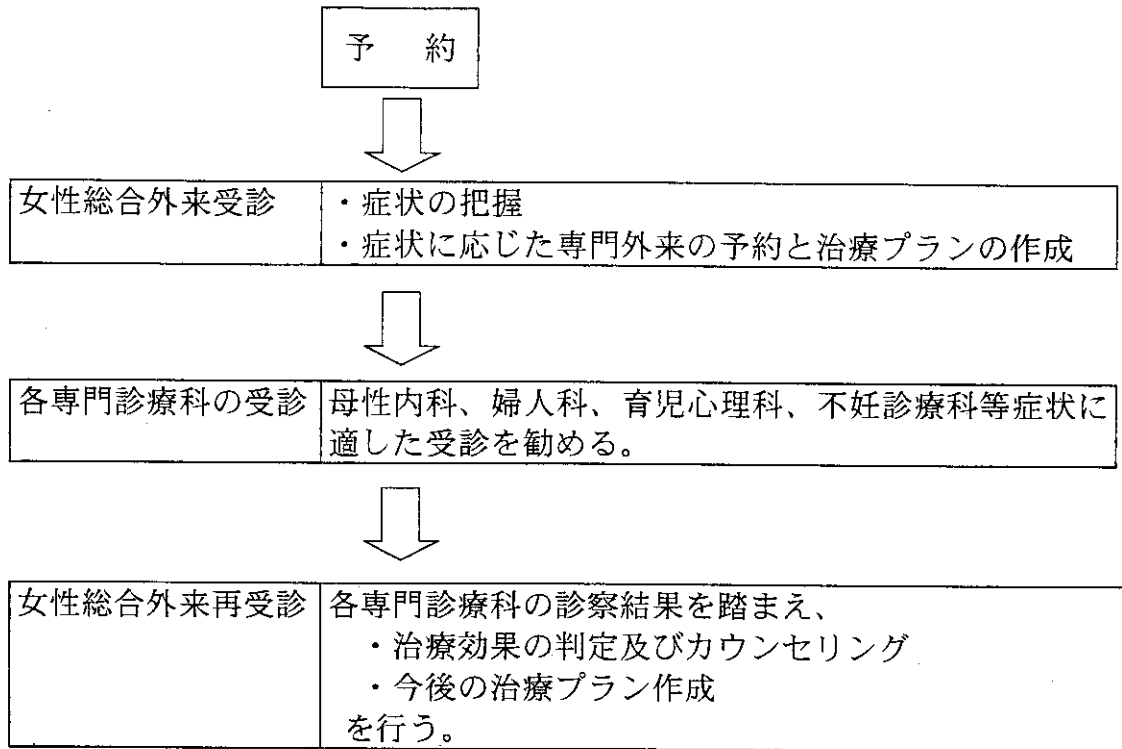 予　約
女性総合外来受診
・症状の把握
・症状に応じた専門外来の予約と治療プランの作成
各専門診療科の受診
母性内科、婦人科、育児心理科、不妊診療科等症状に
適した受診を勧める。
女性総合外来再受診
各専門診療科の診察結果を踏まえ、
・治療効果の判定及びカウンセリング
・今後の治療プラン作成
を行う。